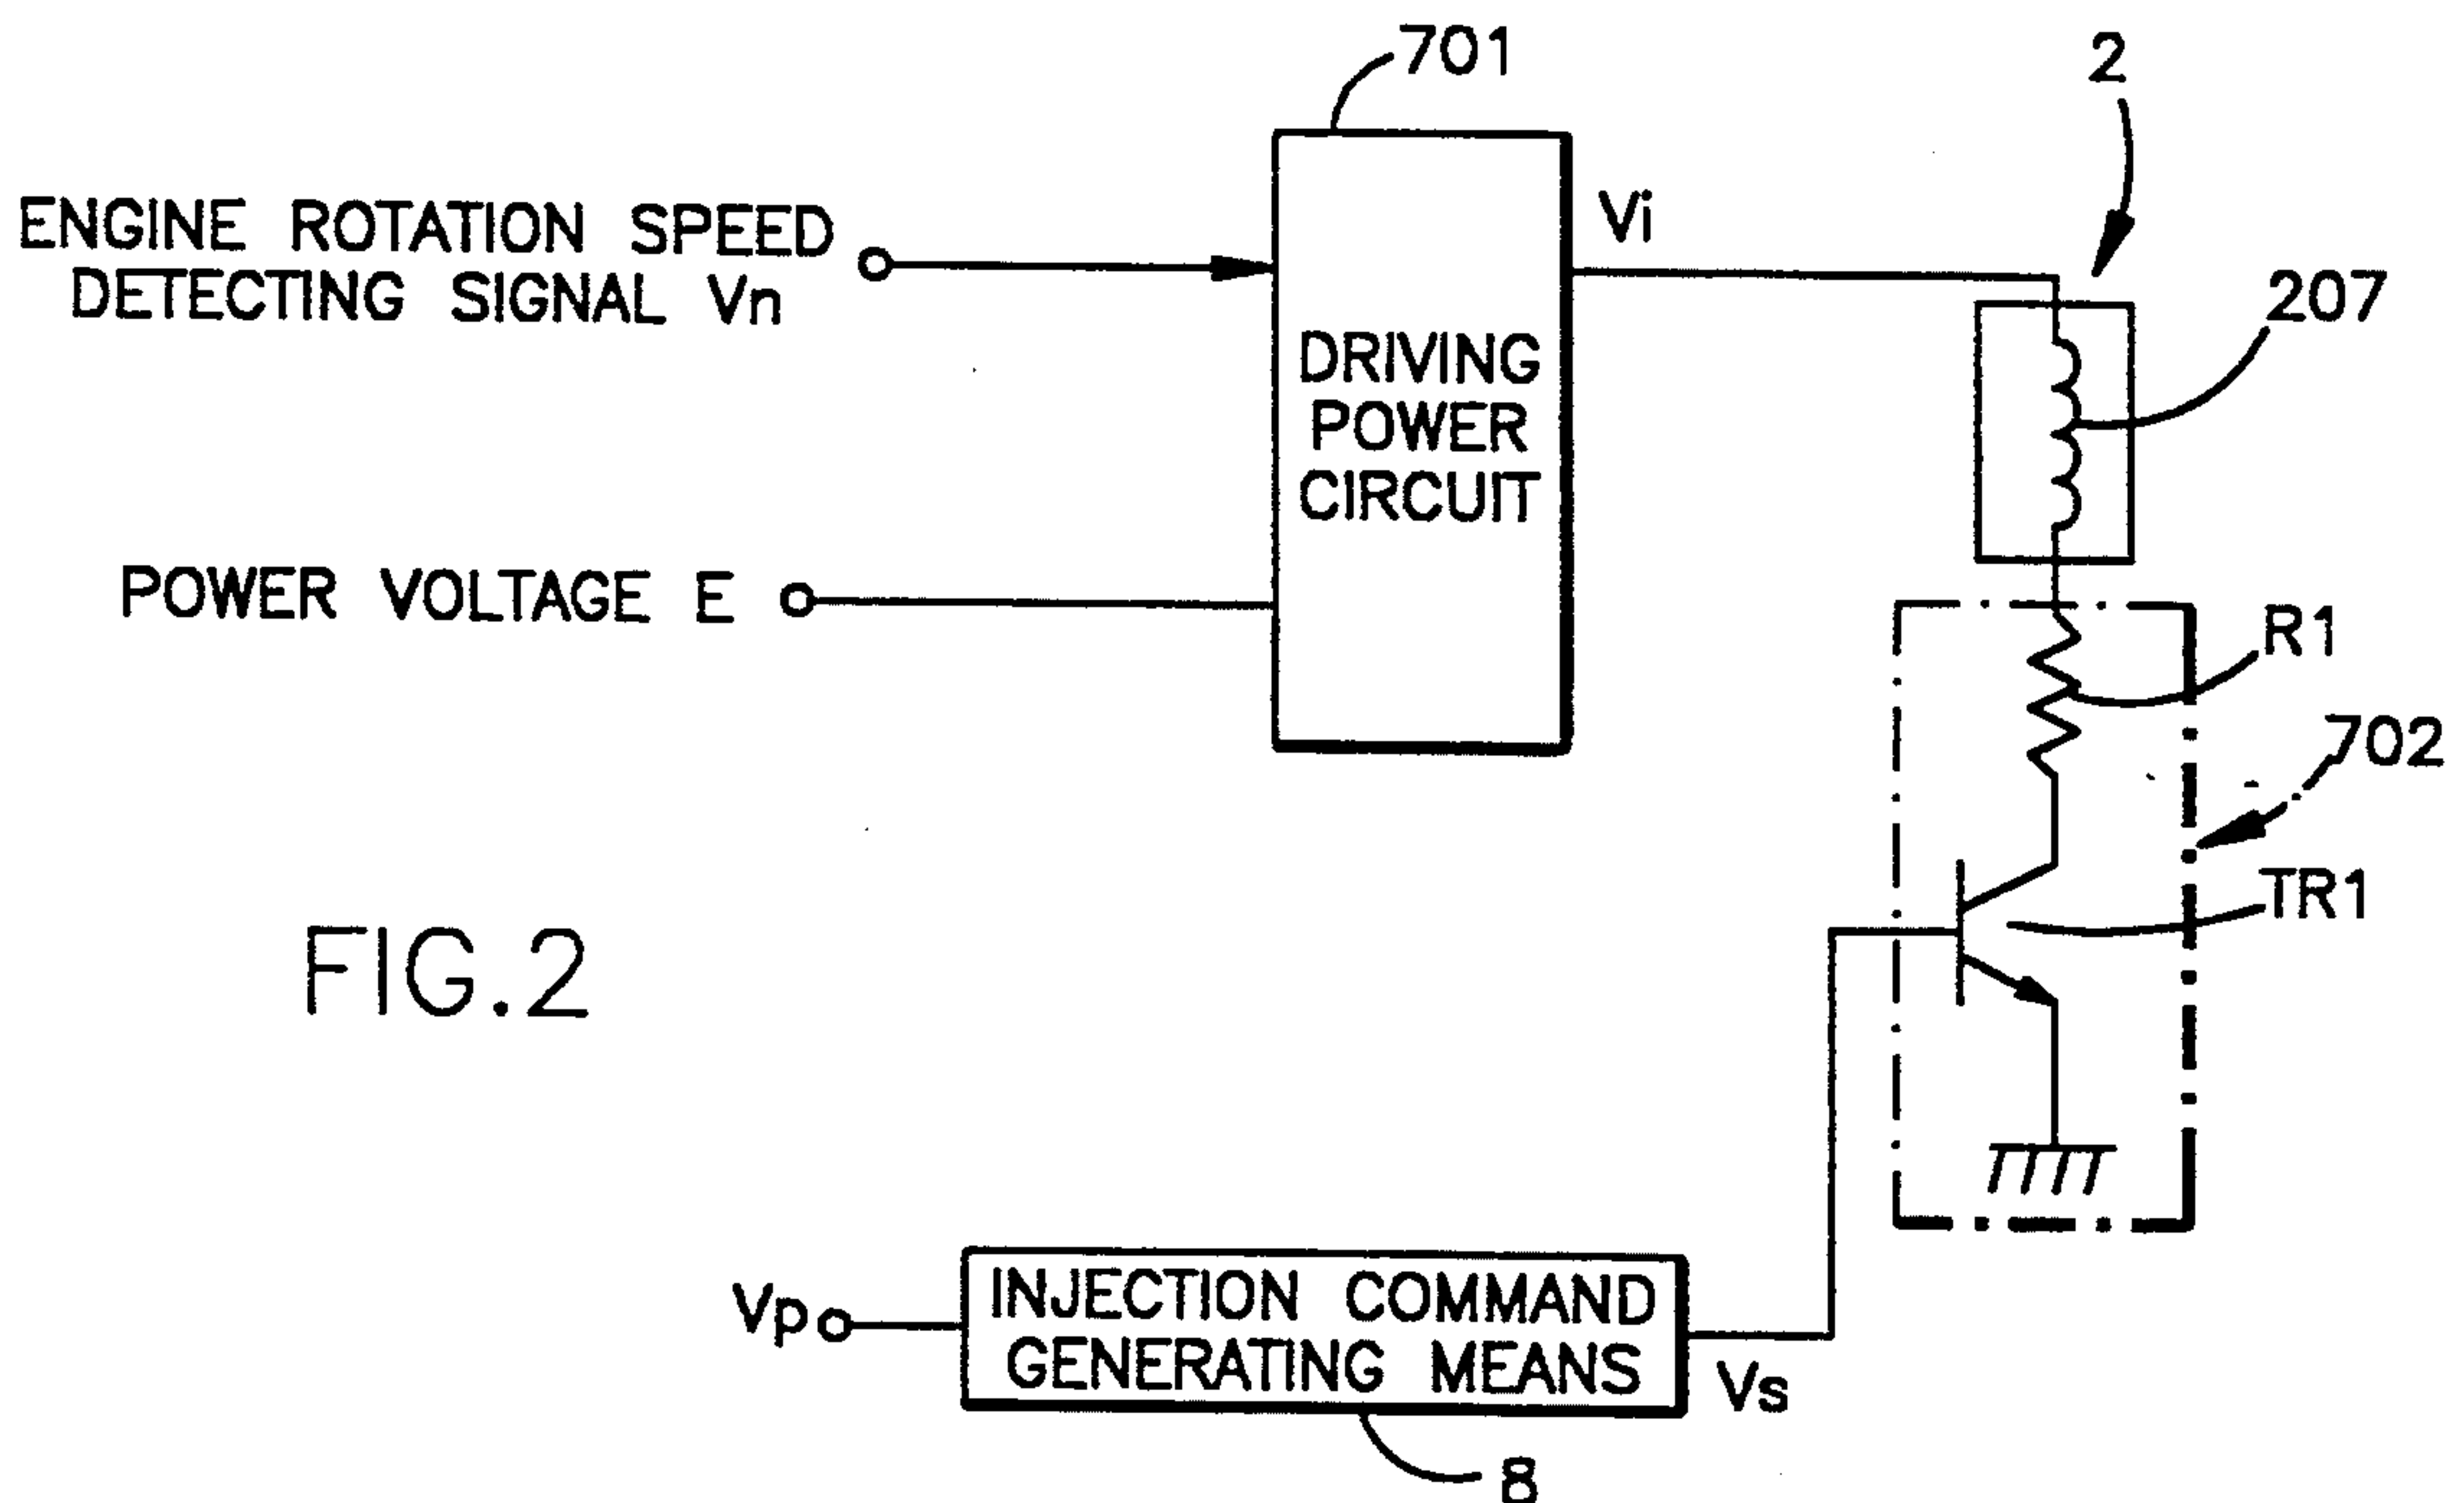 701
2
ENGINE ROTATION SPEED
DETECTING SIGNAL Vn
Vi
207
DRIVING
POWER
CIRCUIT
POWER VOLTAGE E
R1
702
TR1
FIG.2
Vp
INJECTION COMMAND
GENERATING MEANS
Vs
8